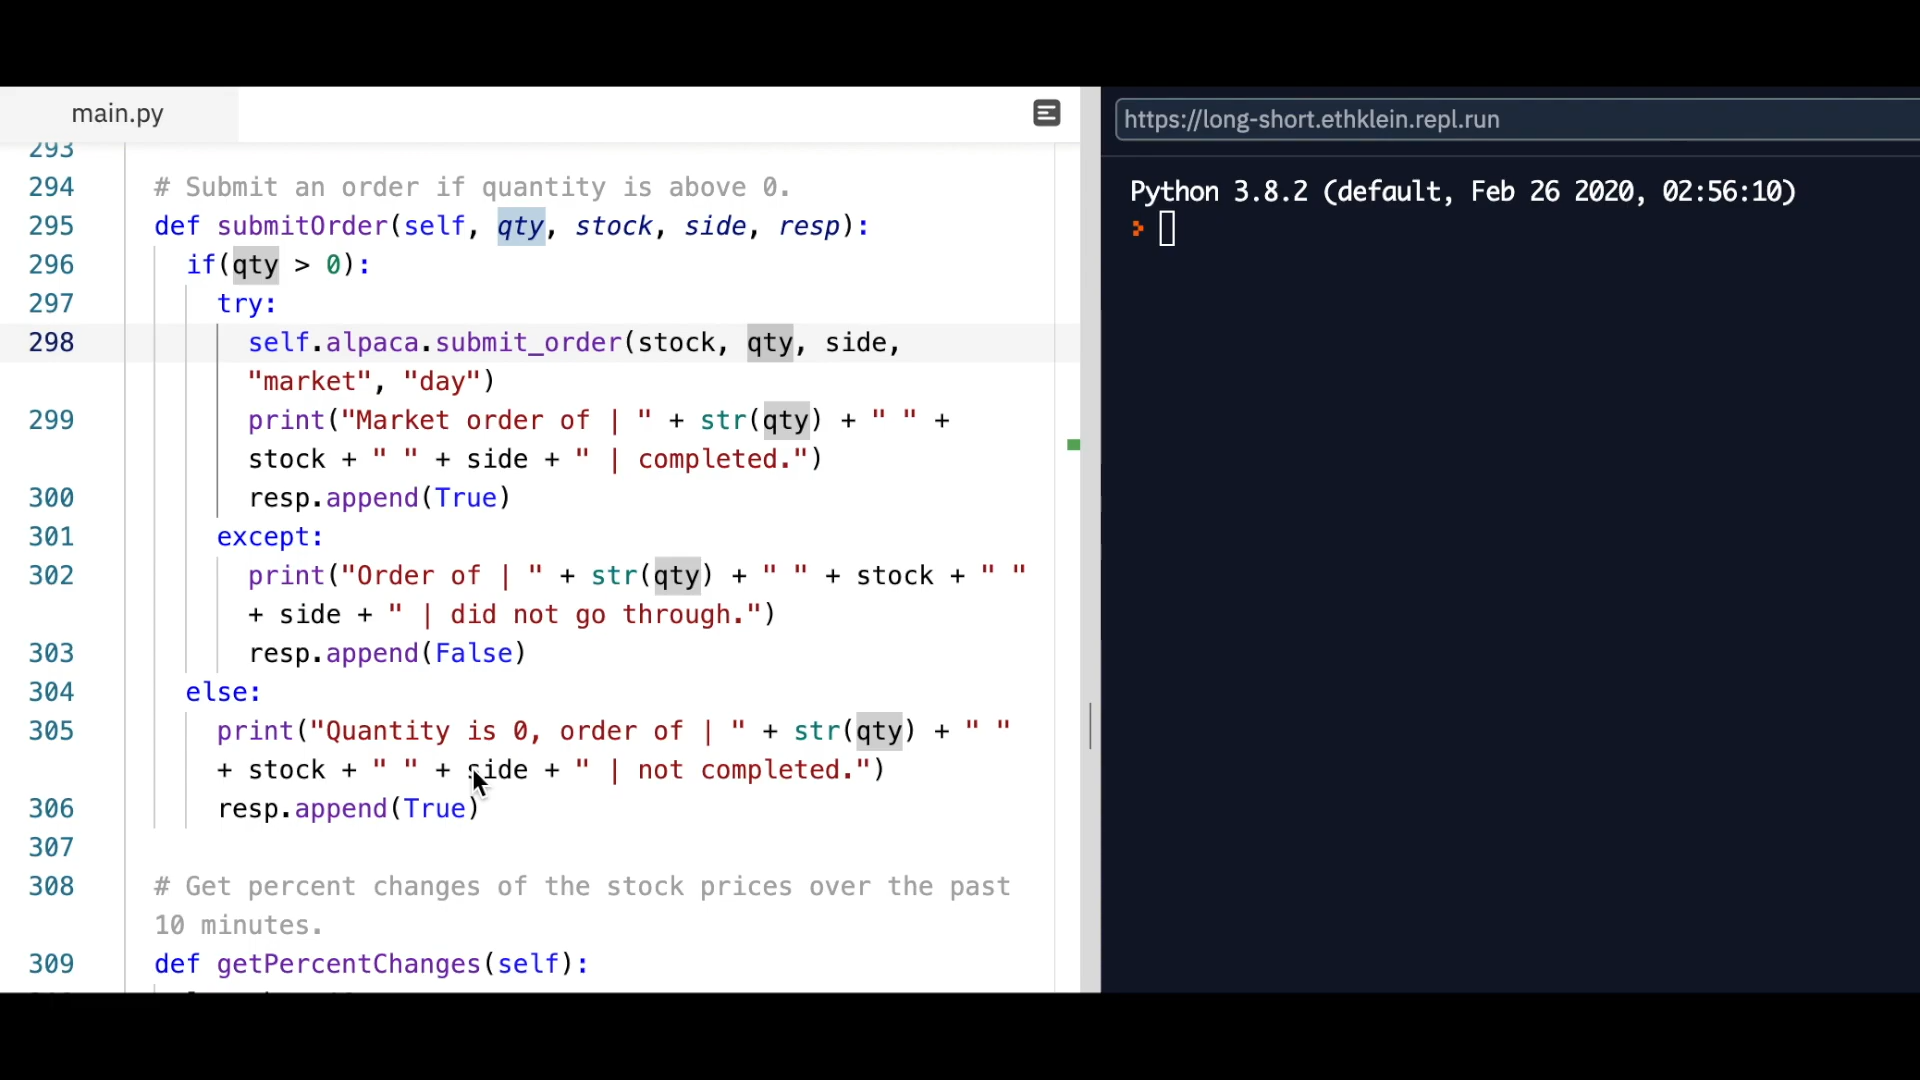 main.py
293
294 # Submit an order if quantity is above 0.
295 def submitOrder(self, qty, stock, side, resp):
296 if(qty > 0):
297 try:
298 self.alpaca.submit_order(stock, qty, side,
"market", "day")
299 print("Market order of | " + str(qty) + " " +
stock + " " + side + " | completed.")
300 resp.append(True)
301 except:
302 print("Order of | " + str(qty) + " " + stock + " "
+ side + " | did not go through.")
303 resp.append(False)
304 else:
305 print("Quantity is 0, order of | " + str(qty) + " "
+ stock + " " + side + " | not completed.")
306 resp.append(True)
307
308 # Get percent changes of the stock prices over the past
10 minutes.
309 def getPercentChanges(self):
https://long-short.ethklein.repl.run
Python 3.8.2 (default, Feb 26 2020, 02:56:10)